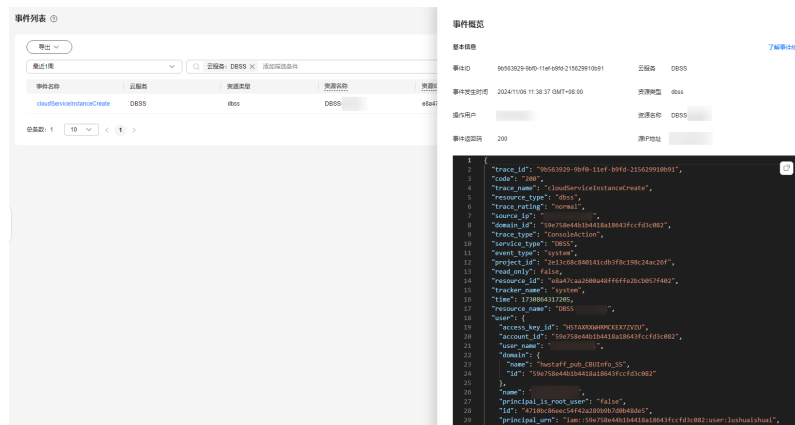 事件列表
导出
最近1周
云服务: DBSS
添加筛选条件
事件名称 云服务 资源类型 资源名称 资源ID
cloudServiceInstanceCreate DBSS dbss DBSS- e8a47
总条数: 1 10 1
事件概览
基本信息
事件ID 9b563929-9bf0-11ef-b9fd-215629910b91 云服务 DBSS
事件发生时间 2024/11/06 11:38:37 GMT+08:00 资源类型 dbss
操作用户 资源名称 DBSS
事件返回码 200 源IP地址
1 {
2 "trace_id": "9b563929-9bf0-11ef-b9fd-215629910b91",
3 "code": "200",
4 "trace_name": "cloudServiceInstanceCreate",
5 "resource_type": "dbss",
6 "trace_rating": "normal",
7 "source_ip": " ",
8 "domain_id": "59e758e44b1b4418a18643fccfd3c082",
9 "trace_type": "ConsoleAction",
10 "service_type": "DBSS",
11 "event_type": "system",
12 "project_id": "2e13c68c840141cdb3f8c198c24ac26f",
13 "read_only": false,
14 "resource_id": "e8a47caa2600a48ff6ffe2bcb057f402",
15 "tracker_name": "system",
16 "time": 1730864317205,
17 "resource_name": "DBSS ",
18 "user": {
19 "access_key_id": "HSTAXRXWHRMCKEX7ZVZU",
20 "account_id": "59e758e44b1b4418a18643fccfd3c082",
21 "user_name": " ",
22 "domain": {
23 "name": "hwstaff_pub_CBUInfo_SS",
24 "id": "59e758e44b1b4418a18643fccfd3c082"
25 },
26 "name": " ",
27 "principal_is_root_user": "false",
28 "id": "4710bc86eec54f42a289b9b7d0b48de5",
29 "principal_urn": "iam::59e758e44b1b4418a18643fccfd3c082:user:lushuaishuai",